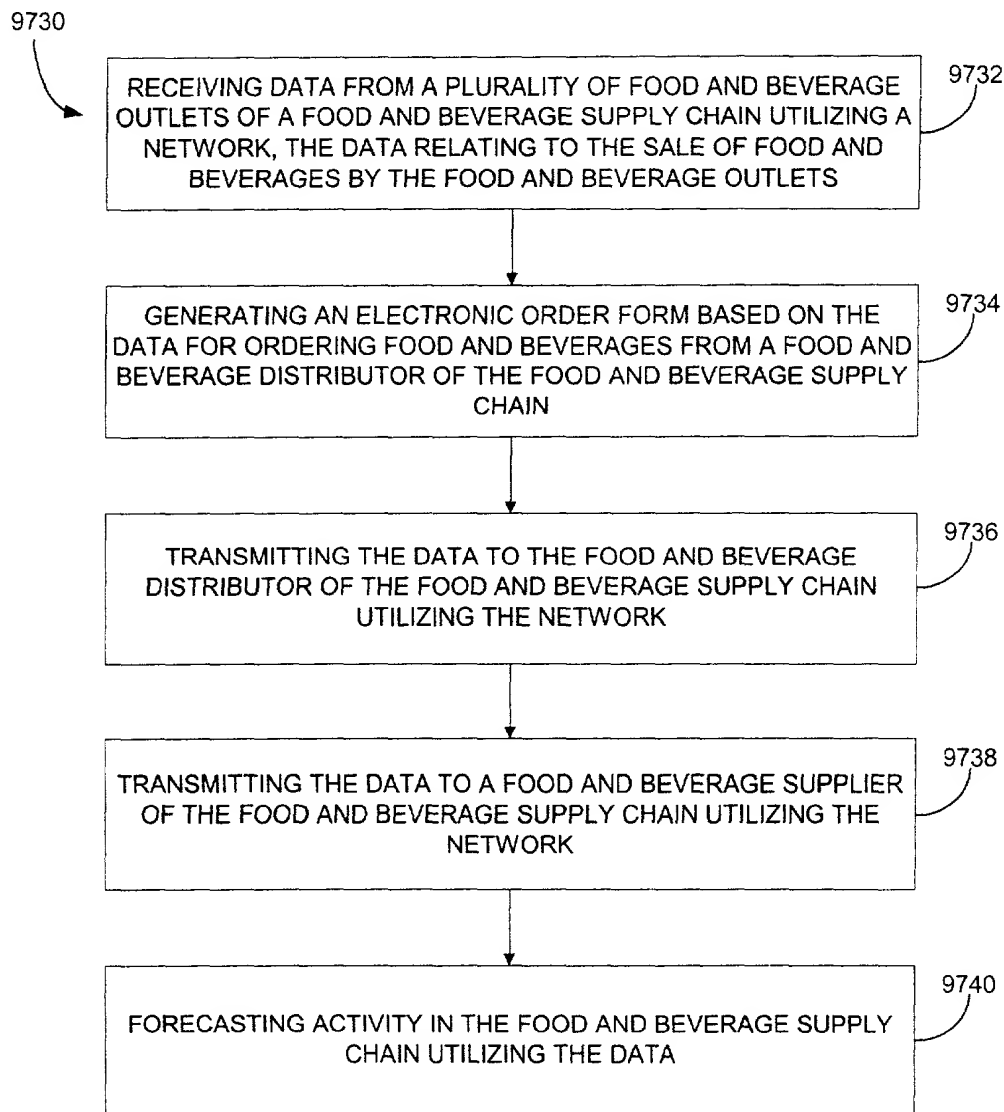 9730
9732
RECEIVING DATA FROM A PLURALITY OF FOOD AND BEVERAGE
OUTLETS OF A FOOD AND BEVERAGE SUPPLY CHAIN UTILIZING A
NETWORK, THE DATA RELATING TO THE SALE OF FOOD AND
BEVERAGES BY THE FOOD AND BEVERAGE OUTLETS
9734
GENERATING AN ELECTRONIC ORDER FORM BASED ON THE
DATA FOR ORDERING FOOD AND BEVERAGES FROM A FOOD AND
BEVERAGE DISTRIBUTOR OF THE FOOD AND BEVERAGE SUPPLY
CHAIN
9736
TRANSMITTING THE DATA TO THE FOOD AND BEVERAGE
DISTRIBUTOR OF THE FOOD AND BEVERAGE SUPPLY CHAIN
UTILIZING THE NETWORK
9738
TRANSMITTING THE DATA TO A FOOD AND BEVERAGE SUPPLIER
OF THE FOOD AND BEVERAGE SUPPLY CHAIN UTILIZING THE
NETWORK
9740
FORECASTING ACTIVITY IN THE FOOD AND BEVERAGE SUPPLY
CHAIN UTILIZING THE DATA